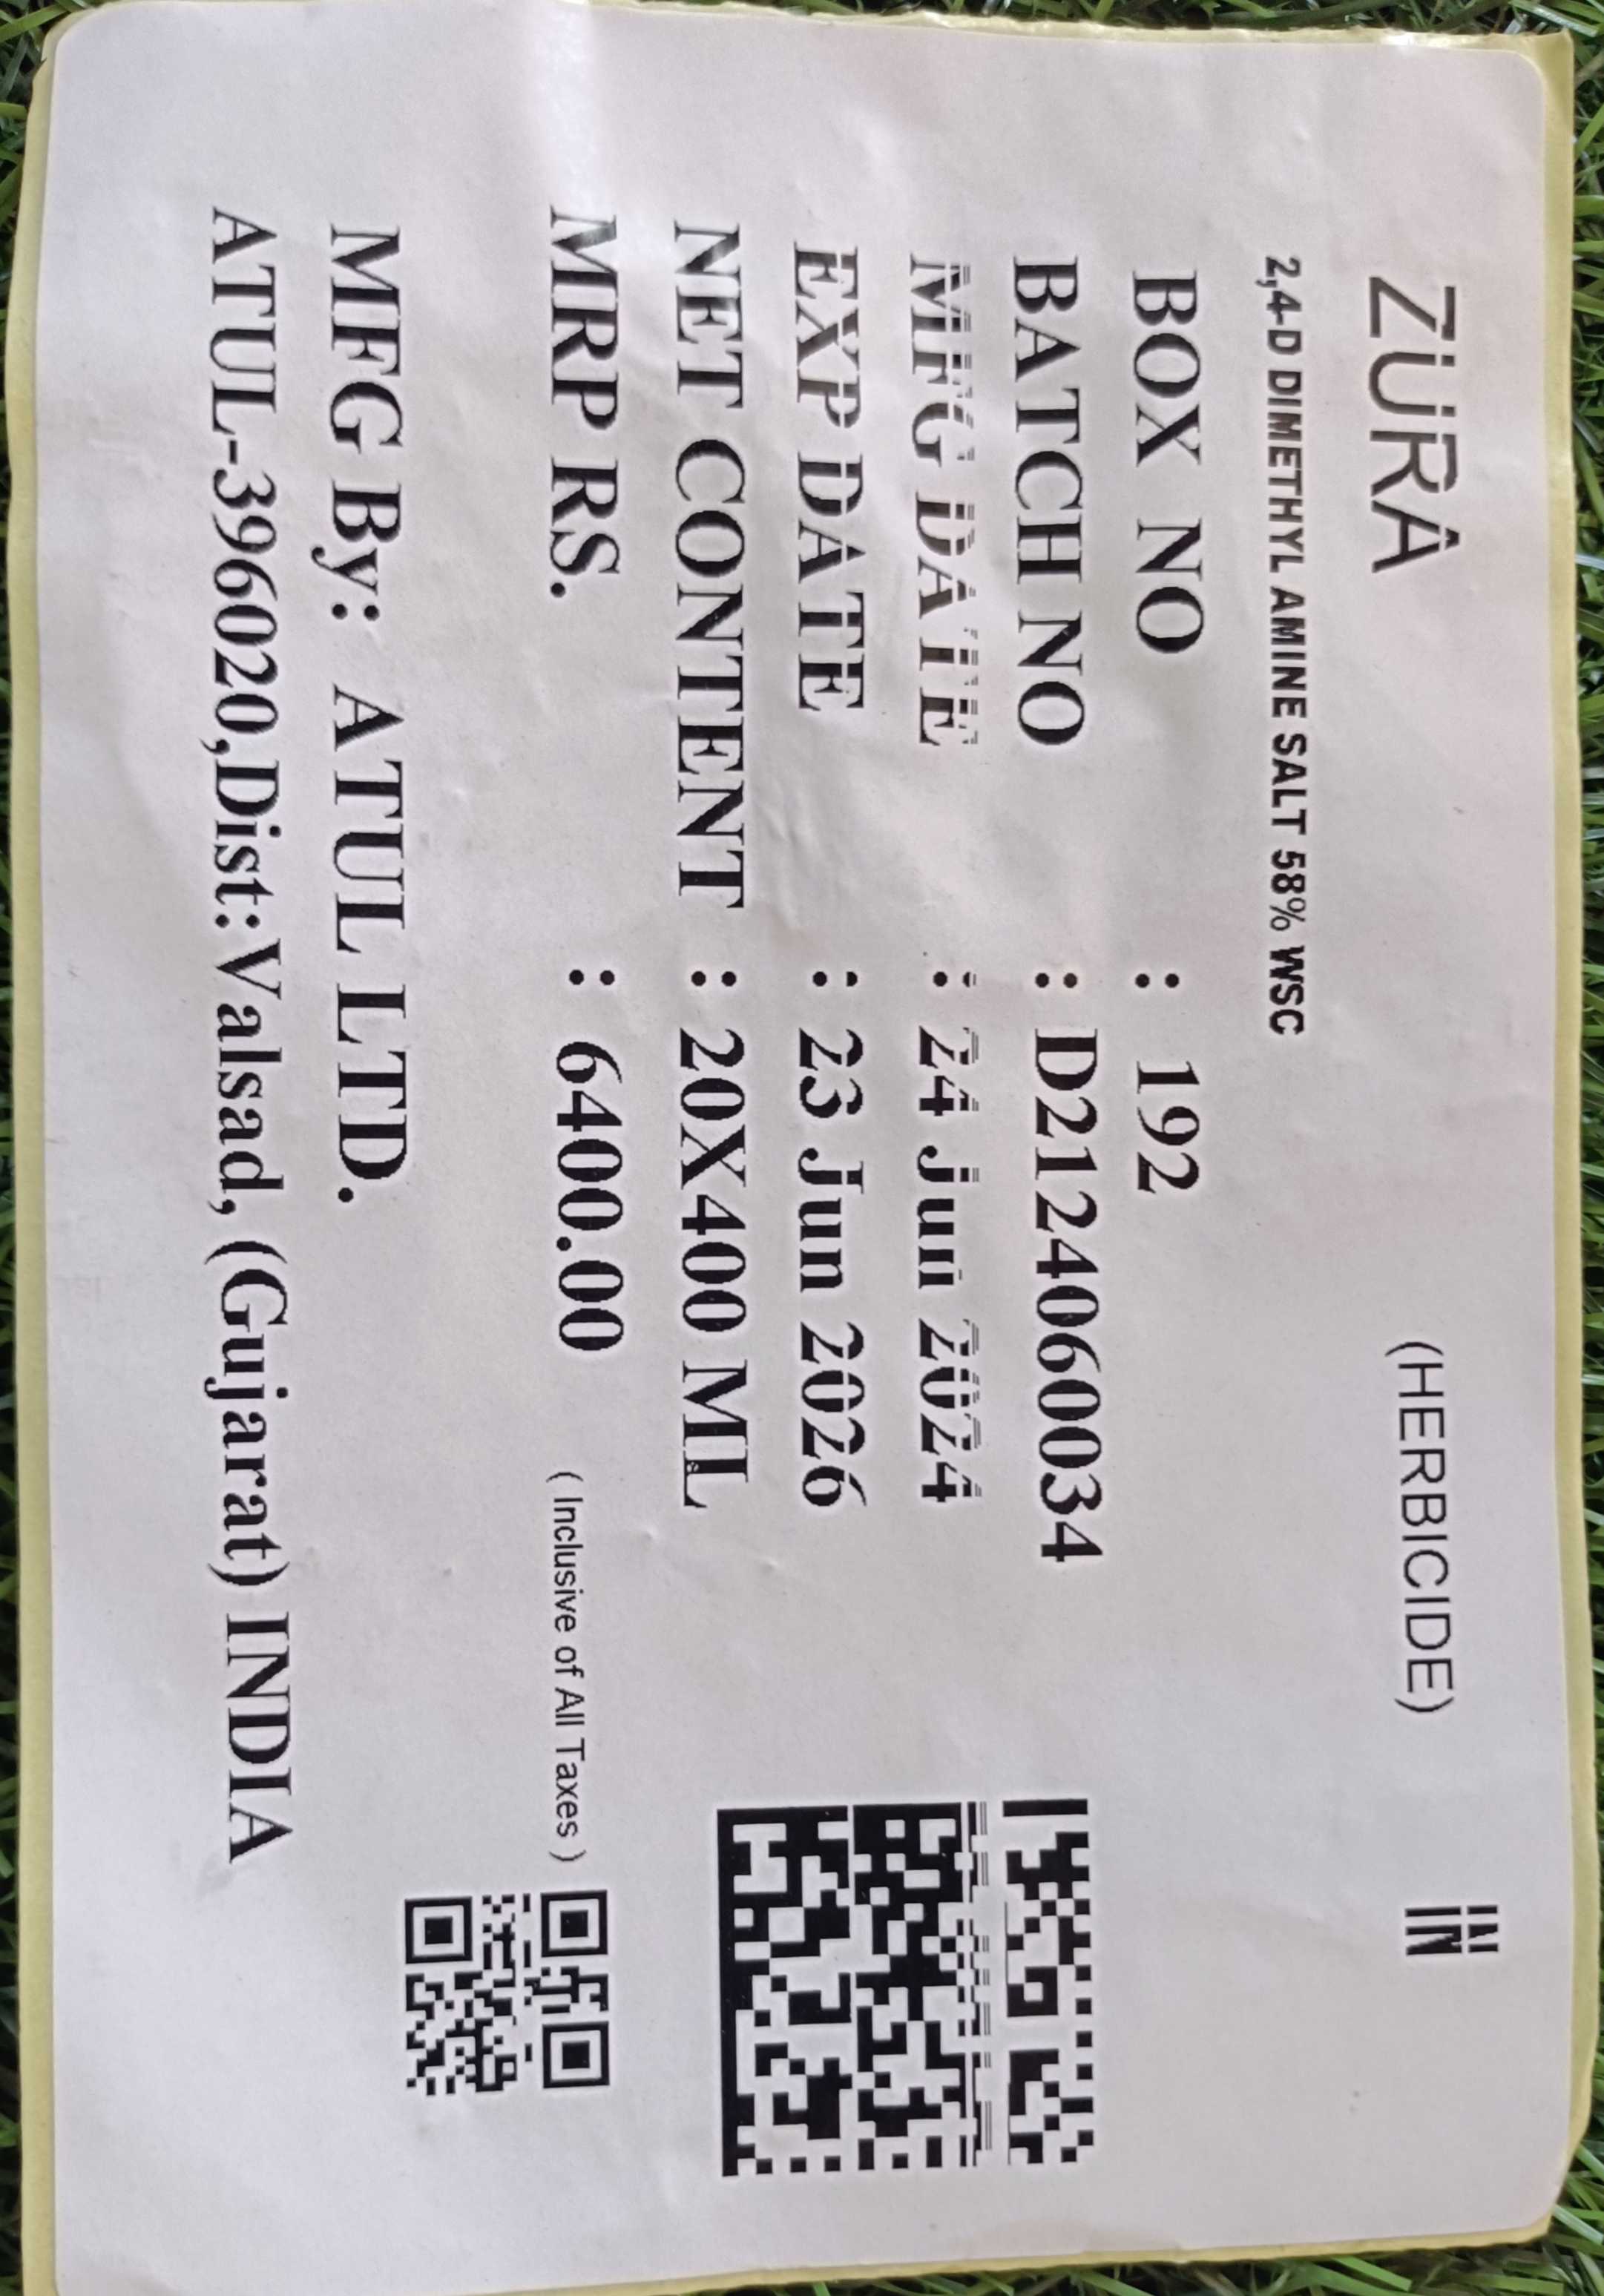 ZURA (HERBICIDE) IN
2,4-D DIMETHYL AMINE SALT 58% WSC
BOX NO : 192
BATCH NO : D2124060034
MFG DATE : 24 Jun 2024
EXP DATE : 23 Jun 2026
NET CONTENT : 20X400 ML
MRP RS. : 6400.00 ( Inclusive of All Taxes )
MFG By: ATUL LTD.
ATUL-396020,Dist:Valsad, (Gujarat) INDIA